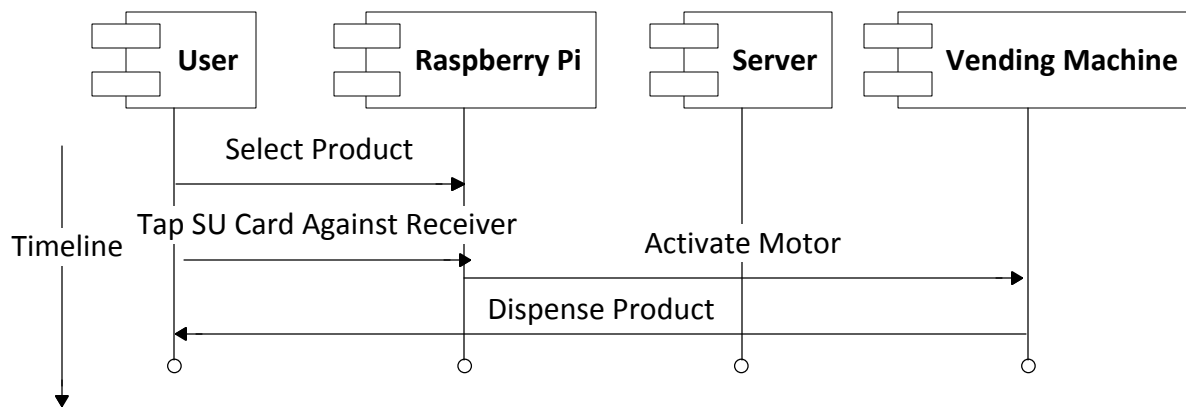 User
Raspberry Pi
Server
Vending Machine
Select Product
Tap SU Card Against Receiver
Timeline
Activate Motor
Dispense Product